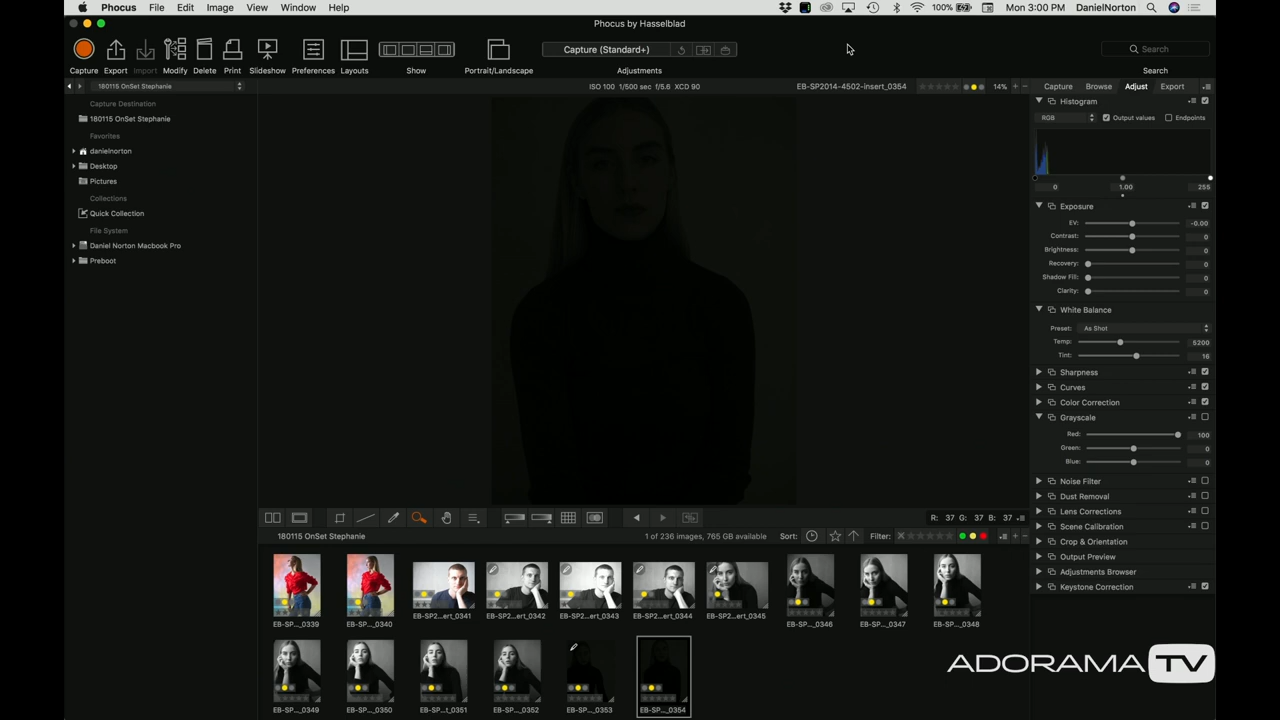 Phocus File Edit Image View Window Help 100% Mon 3:00 PM DanielNorton
Phocus by Hasselblad
Capture (Standard+) Search
Capture Export Import Modify Delete Print Slideshow Preferences Layouts Show Portrait/Landscape Adjustments Search
180115 OnSet Stephanie ISO 100 1/500 sec f/5.6 XCD 90 EB-SP2014-4502-insert_0354 14% + − Capture Browse Adjust Export
Capture Destination
180115 OnSet Stephanie
Favorites
danielnorton
Desktop
Pictures
Collections
Quick Collection
File System
Daniel Norton Macbook Pro
Preboot
Histogram
RGB Output values Endpoints
0 1.00 255
Exposure
EV: -0.00
Contrast: 0
Brightness: 0
Recovery: 0
Shadow Fill: 0
Clarity: 0
White Balance
Preset: As Shot
Temp: 5200
Tint: 16
Sharpness
Curves
Color Correction
Grayscale
Red: 100
Green: 0
Blue: 0
Noise Filter
Dust Removal
Lens Corrections
Scene Calibration
Crop & Orientation
Output Preview
Adjustments Browser
Keystone Correction
R: 37 G: 37 B: 37
180115 OnSet Stephanie 1 of 236 images, 765 GB available Sort: Filter: + −
EB-SP..._0339 EB-SP..._0340 EB-SP2...ert_0341 EB-SP2...ert_0342 EB-SP2...ert_0343 EB-SP2...ert_0344 EB-SP2...ert_0345 EB-SP..._0346 EB-SP..._0347 EB-SP..._0348
EB-SP..._0349 EB-SP..._0350 EB-SP...t_0351 EB-SP..._0352 EB-SP..._0353 EB-SP..._0354
ADORAMA TV